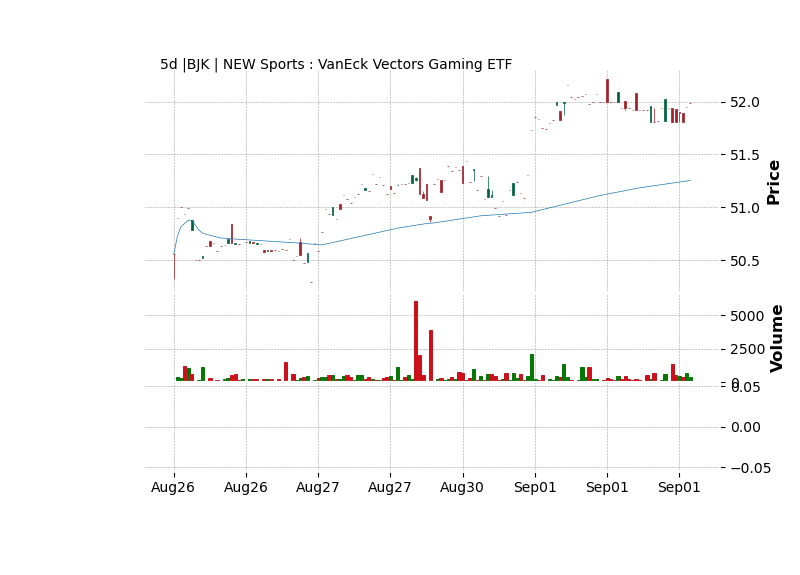 5d |BJK | NEW Sports : VanEck Vectors Gaming ETF
52.0
51.5
51.0
50.5
Price
5000
2500
0
Volume
0.05
0.00
−0.05
Aug26 Aug26 Aug27 Aug27 Aug30 Sep01 Sep01 Sep01